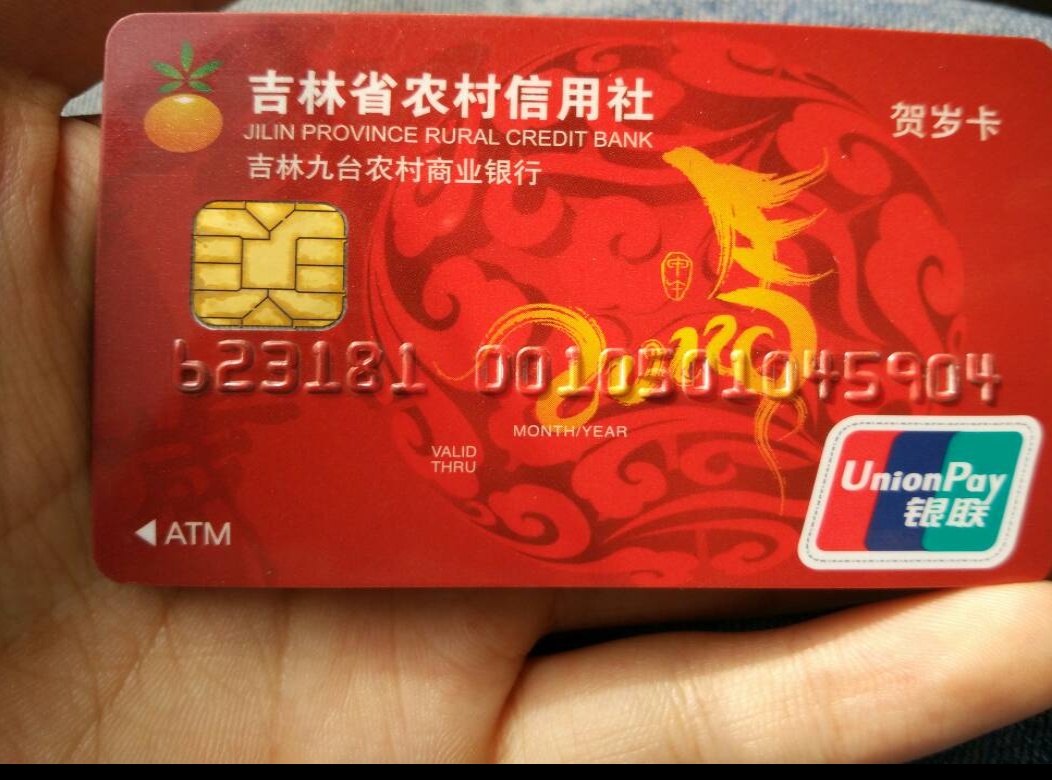 吉林省农村信用社
JILIN PROVINCE RURAL CREDIT BANK
吉林九台农村商业银行
贺岁卡
623181 0010501045904
MONTH/YEAR
VALID
THRU
ATM
UnionPay
银联